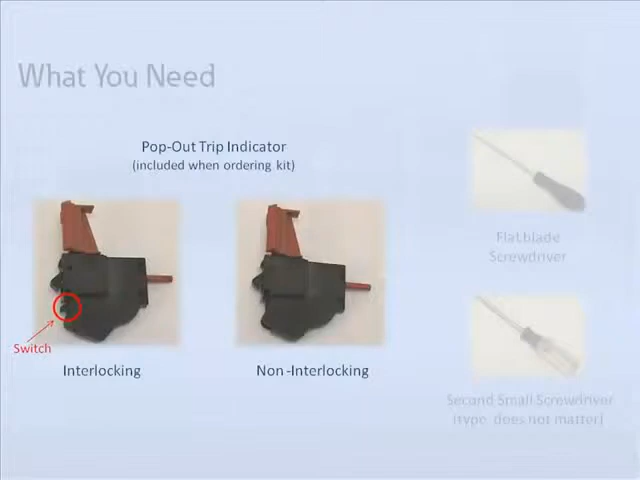 What You Need
Pop-Out Trip Indicator
(included when ordering kit)
Switch
Interlocking
Non-Interlocking
Flat blade
Screwdriver
Second Small Screwdriver
(type does not matter)